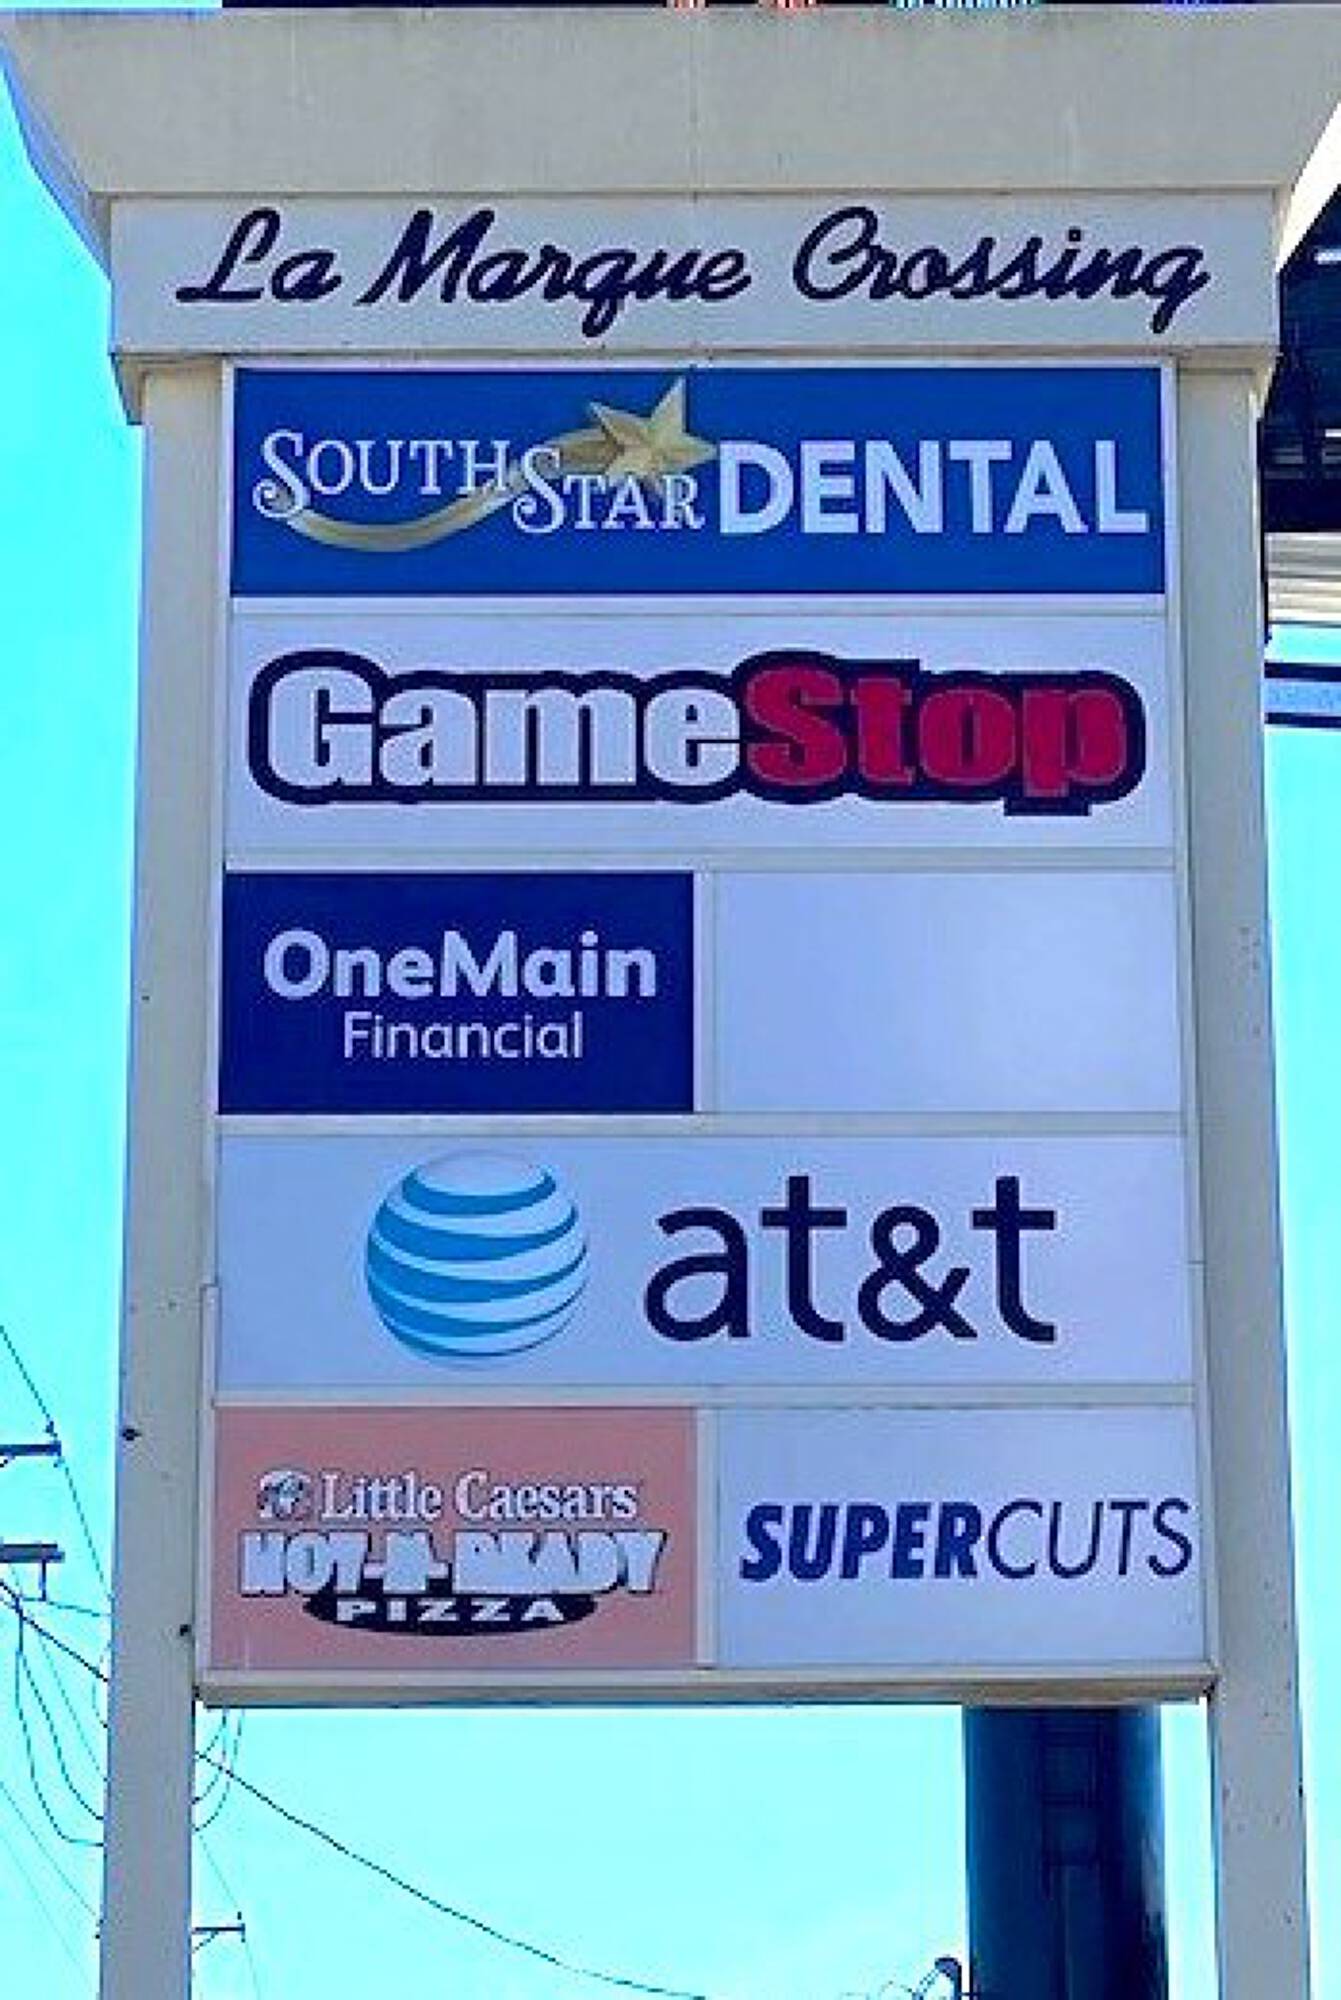 La Marque Crossing
SOUTH STAR DENTAL
GameStop
OneMain
Financial
at&t
Little Caesars
HOT-N-READY
PIZZA
SUPERCUTS